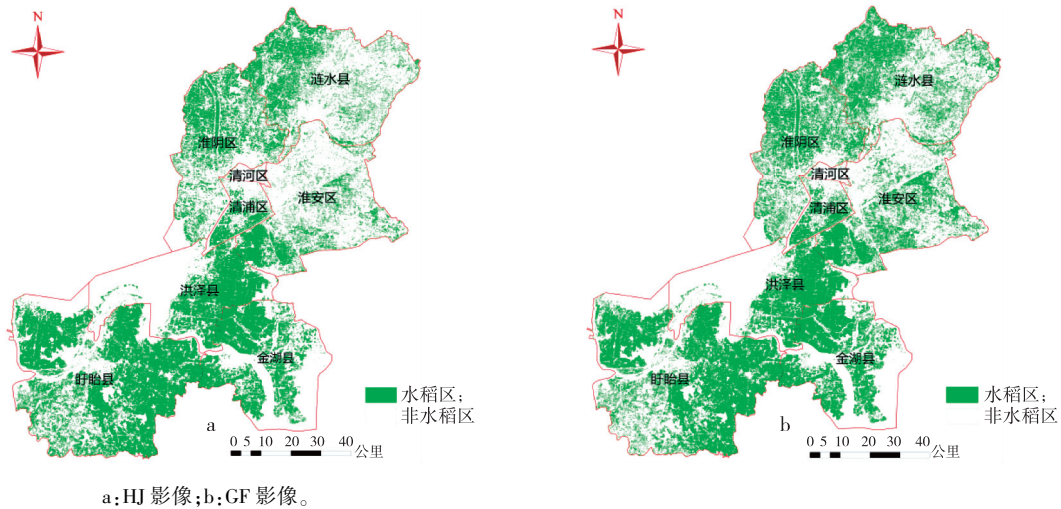 N
涟水县
淮阴区
清河区
淮安区
清浦区
洪泽县
金湖县
盱眙县
水稻区；
非水稻区
a
0 5 10 20 30 40
公里
N
涟水县
淮阴区
清河区
淮安区
清浦区
洪泽县
金湖县
盱眙县
水稻区；
非水稻区
b
0 5 10 20 30 40
公里
a:HJ 影像;b:GF 影像。